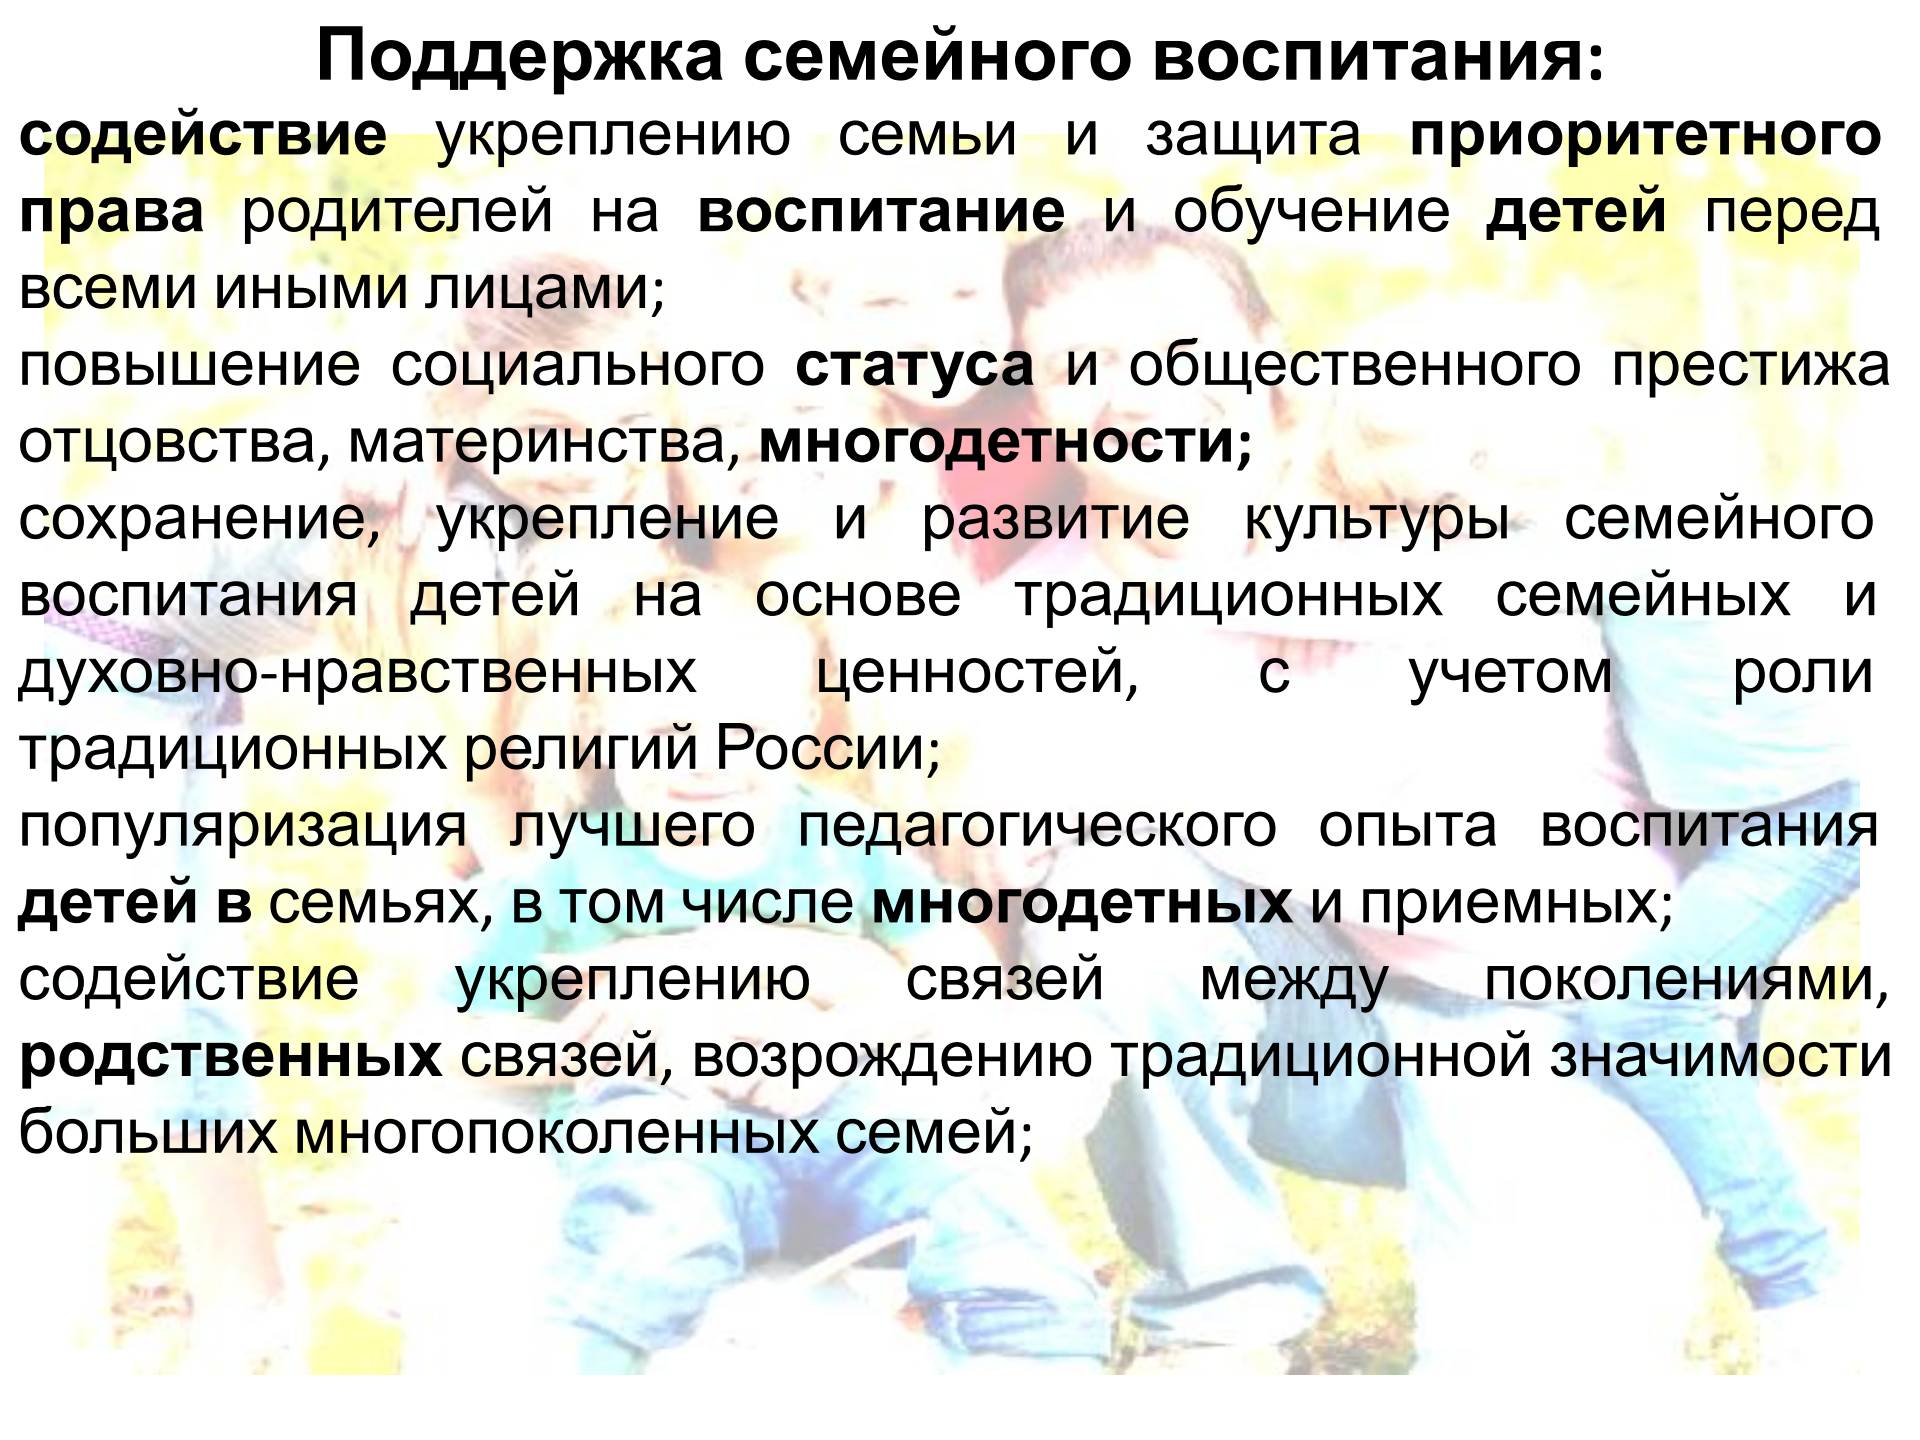 Поддержка семейного воспитания:
содействие укреплению семьи и защита приоритетного
права родителей на воспитание и обучение детей перед
всеми иными лицами;
повышение социального статуса и общественного престижа
отцовства, материнства, многодетности;
сохранение, укрепление и развитие культуры семейного
воспитания детей на основе традиционных семейных и
духовно-нравственных ценностей, с учетом роли
традиционных религий России;
популяризация лучшего педагогического опыта воспитания
детей в семьях, в том числе многодетных и приемных;
содействие укреплению связей между поколениями,
родственных связей, возрождению традиционной значимости
больших многопоколенных семей;